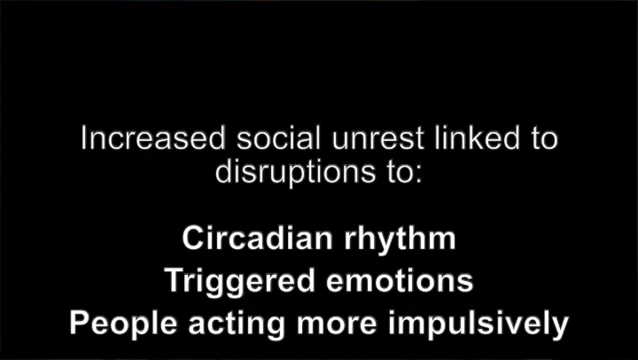 Increased social unrest linked to
disruptions to:
Circadian rhythm
Triggered emotions
People acting more impulsively